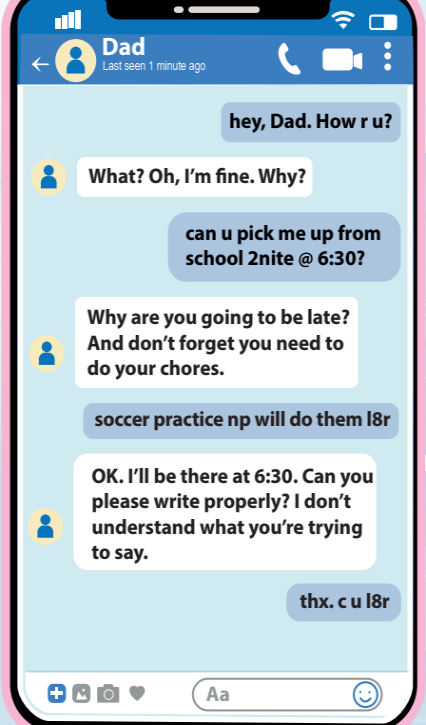 Dad
Last seen 1 minute ago
hey, Dad. How r u?
What? Oh, I'm fine. Why?
can u pick me up from
school 2nite @ 6:30?
Why are you going to be late?
And don't forget you need to
do your chores.
soccer practice np will do them l8r
OK. I'll be there at 6:30. Can you
please write properly? I don't
understand what you're trying
to say.
thx. c u l8r
Aa